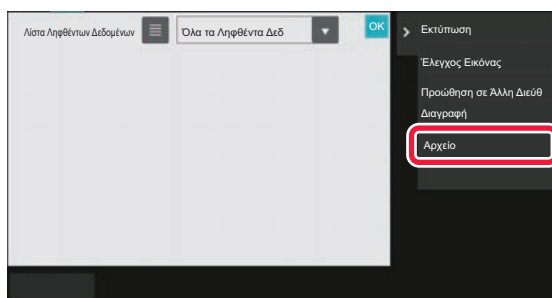 Λίστα Ληφθέντων Δεδομένων
Όλα τα Ληφθέντα Δεδ
OK
Εκτύπωση
Έλεγχος Εικόνας
Προώθηση σε Άλλη Διεύθ
Διαγραφή
Αρχείο